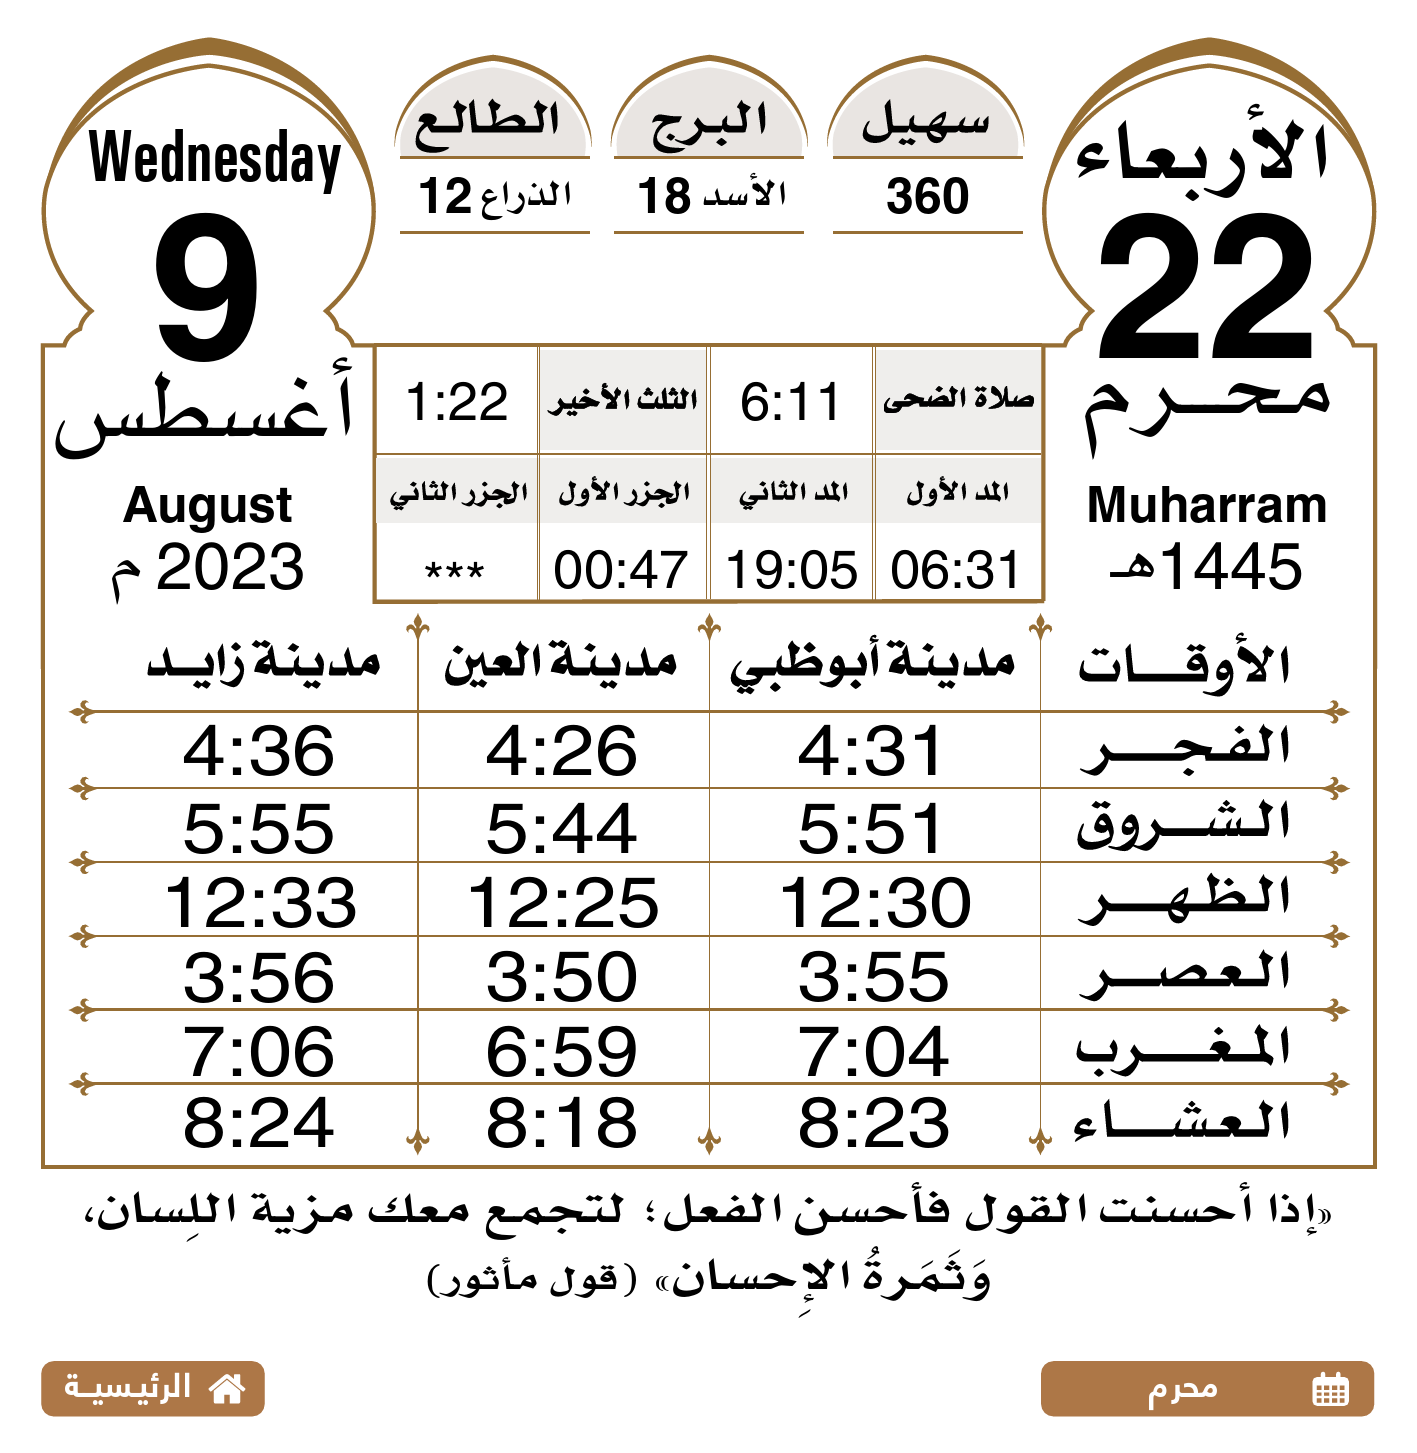 الأربعاء
22
محرم
Muharram
1445هـ
سهيل
360
البرج
الأسد 18
الطالع
الذراع 12
Wednesday
9
أغسطس
August
2023 م
صلاة الضحى 6:11 الثلث الأخير 1:22
المد الأول المد الثاني الجزر الأول الجزر الثاني
06:31 19:05 00:47 ***
الأوقات مدينة أبوظبي مدينة العين مدينة زايد
الفجر 4:31 4:26 4:36
الشروق 5:51 5:44 5:55
الظهر 12:30 12:25 12:33
العصر 3:55 3:50 3:56
المغرب 7:04 6:59 7:06
العشاء 8:23 8:18 8:24
«إذا أحسنت القول فأحسن الفعل؛ لتجمع معك مزية اللِسان،
وَثَمَرةُ الإِحسان» (قول مأثور)
محرم
الرئيسية